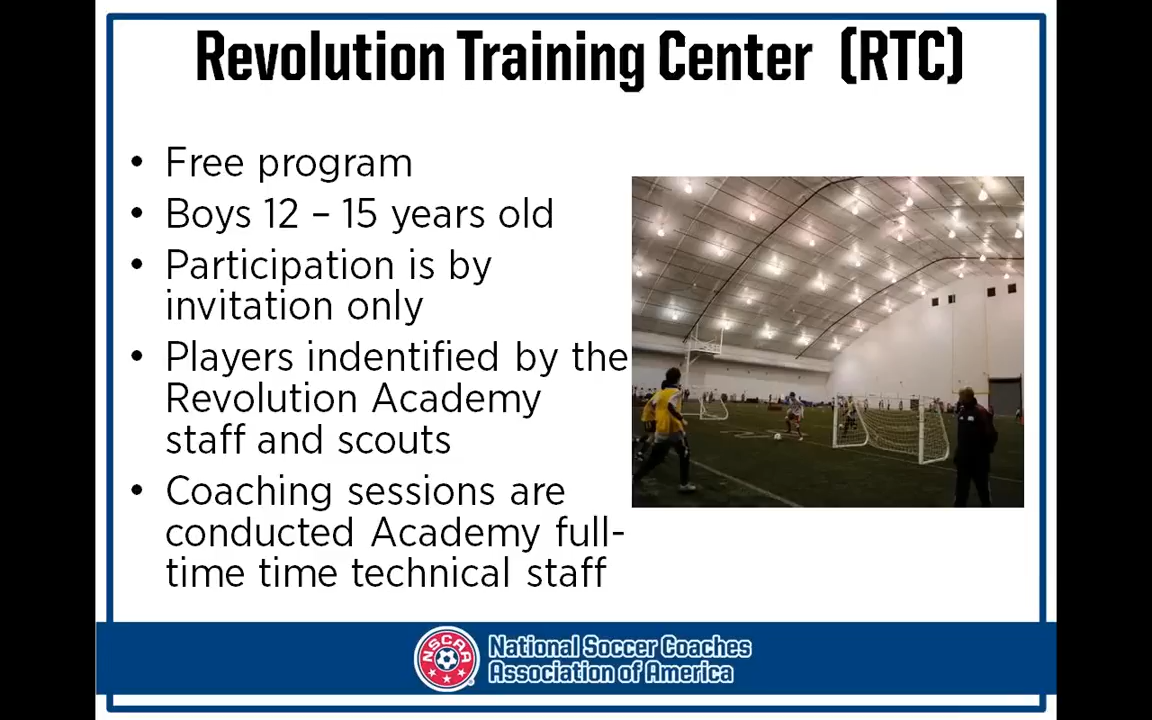 Revolution Training Center (RTC)
• Free program
• Boys 12 – 15 years old
• Participation is by
invitation only
• Players indentified by the
Revolution Academy
staff and scouts
• Coaching sessions are
conducted Academy full-
time time technical staff
NSCAA
National Soccer Coaches
Association of America